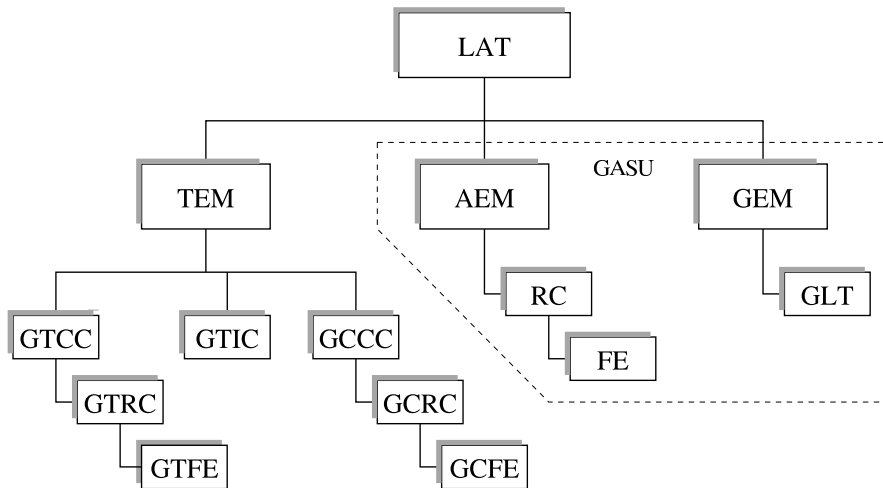 LAT
GASU
TEM
AEM
GEM
RC
GLT
GTCC
GTIC
GCCC
FE
GTRC
GCRC
GTFE
GCFE